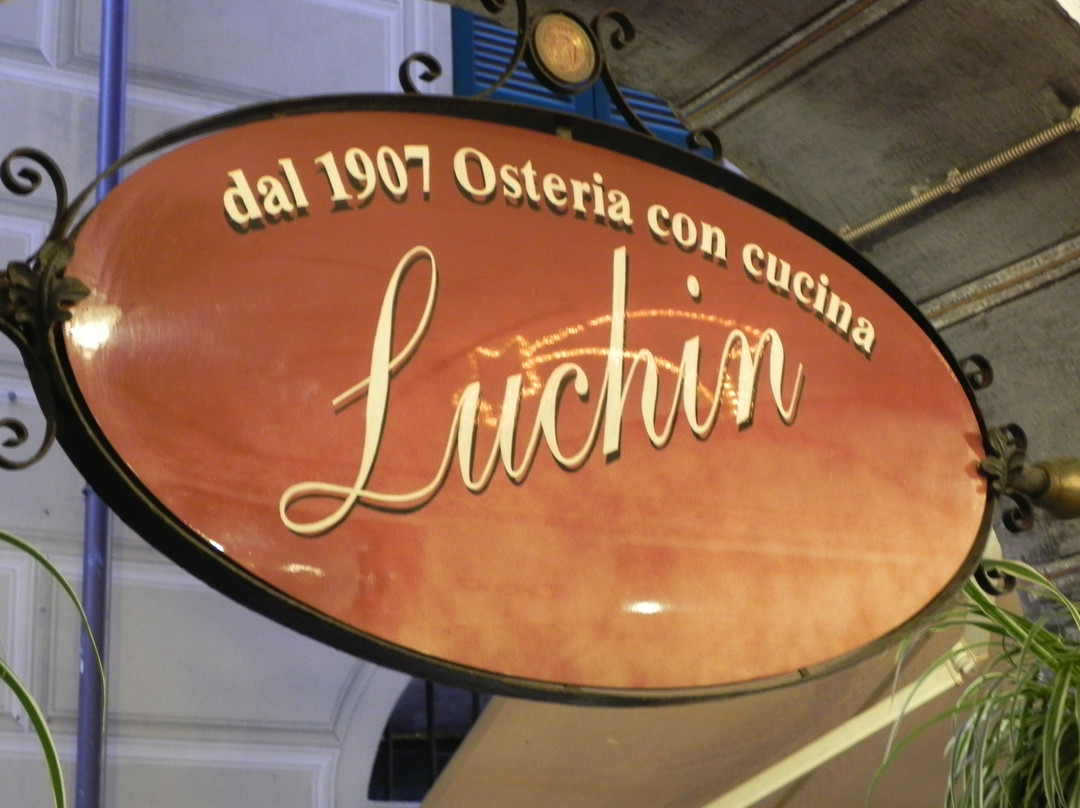 dal 1907 Osteria con cucina
Luchin